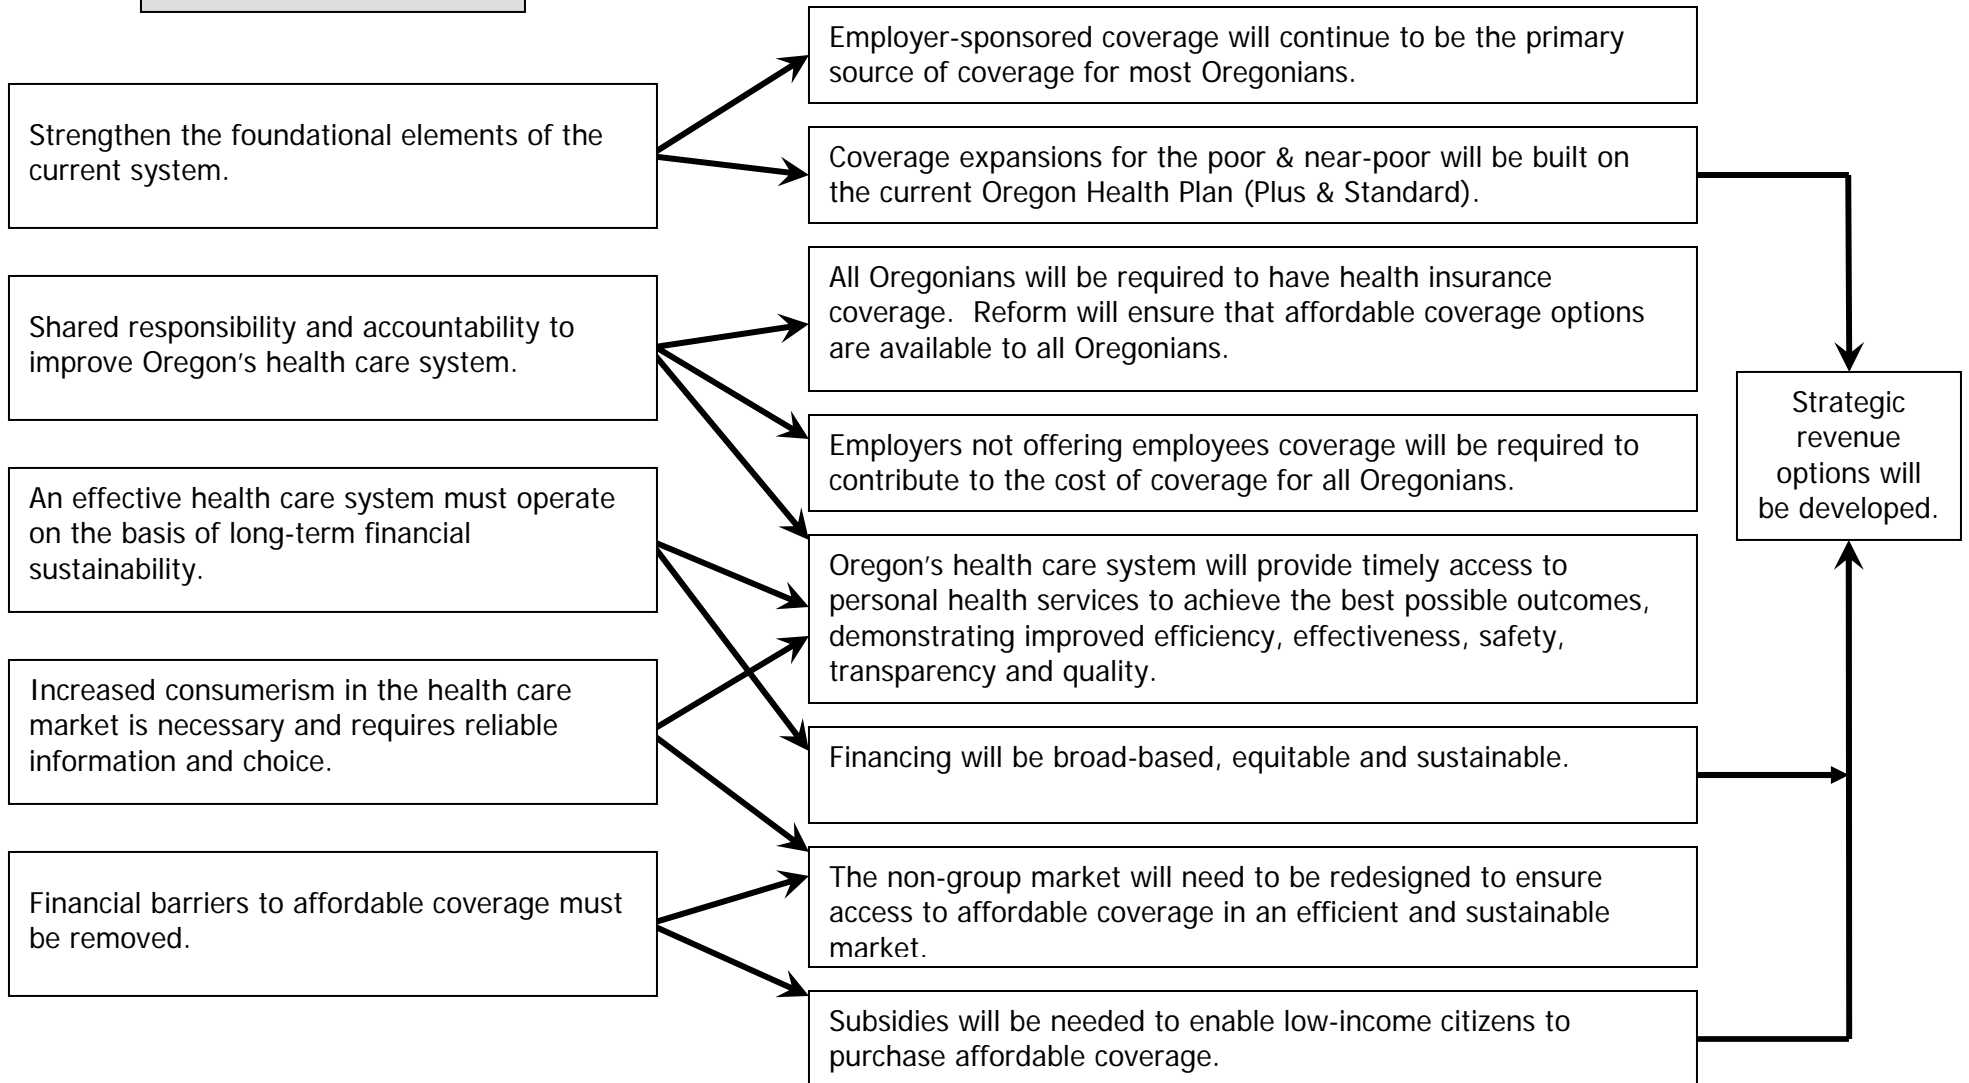 Strengthen the foundational elements of the
current system.
Shared responsibility and accountability to
improve Oregon's health care system.
An effective health care system must operate
on the basis of long-term financial
sustainability.
Increased consumerism in the health care
market is necessary and requires reliable
information and choice.
Financial barriers to affordable coverage must
be removed.
Employer-sponsored coverage will continue to be the primary
source of coverage for most Oregonians.
Coverage expansions for the poor & near-poor will be built on
the current Oregon Health Plan (Plus & Standard).
All Oregonians will be required to have health insurance
coverage.  Reform will ensure that affordable coverage options
are available to all Oregonians.
Employers not offering employees coverage will be required to
contribute to the cost of coverage for all Oregonians.
Oregon's health care system will provide timely access to
personal health services to achieve the best possible outcomes,
demonstrating improved efficiency, effectiveness, safety,
transparency and quality.
Financing will be broad-based, equitable and sustainable.
The non-group market will need to be redesigned to ensure
access to affordable coverage in an efficient and sustainable
market.
Subsidies will be needed to enable low-income citizens to
purchase affordable coverage.
Strategic
revenue
options will
be developed.